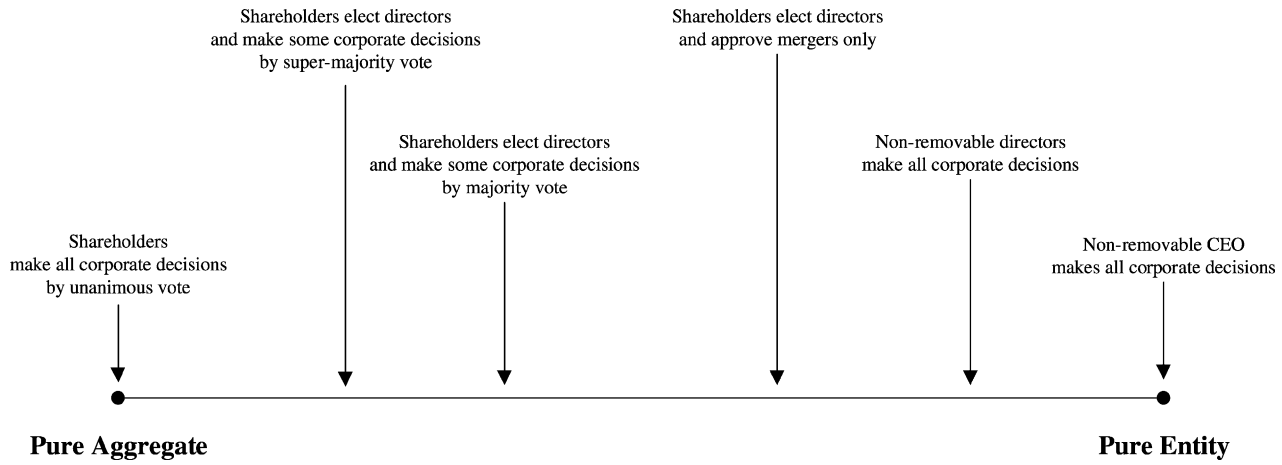 Shareholders elect directors
and make some corporate decisions
by super-majority vote
Shareholders elect directors
and approve mergers only
Shareholders elect directors
and make some corporate decisions
by majority vote
Non-removable directors
make all corporate decisions
Shareholders
make all corporate decisions
by unanimous vote
Non-removable CEO
makes all corporate decisions
Pure Aggregate
Pure Entity